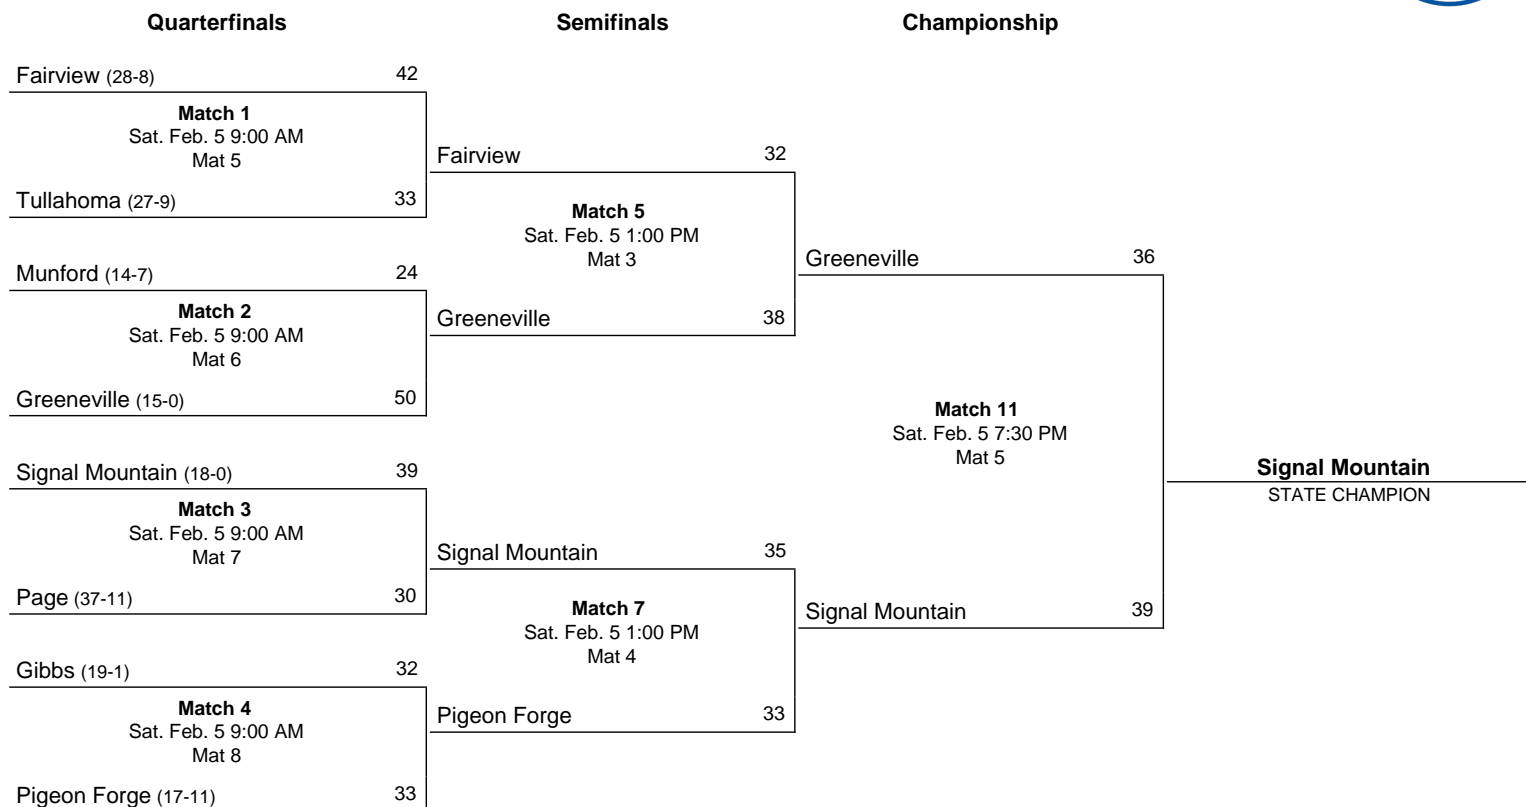 Quarterfinals
Semifinals
Championship
Fairview (28-8) 42
Match 1
Sat. Feb. 5 9:00 AM
Mat 5
Tullahoma (27-9) 33
Munford (14-7) 24
Match 2
Sat. Feb. 5 9:00 AM
Mat 6
Greeneville (15-0) 50
Signal Mountain (18-0) 39
Match 3
Sat. Feb. 5 9:00 AM
Mat 7
Page (37-11) 30
Gibbs (19-1) 32
Match 4
Sat. Feb. 5 9:00 AM
Mat 8
Pigeon Forge (17-11) 33
Fairview 32
Match 5
Sat. Feb. 5 1:00 PM
Mat 3
Greeneville 38
Signal Mountain 35
Match 7
Sat. Feb. 5 1:00 PM
Mat 4
Pigeon Forge 33
Greeneville 36
Match 11
Sat. Feb. 5 7:30 PM
Mat 5
Signal Mountain 39
Signal Mountain
STATE CHAMPION